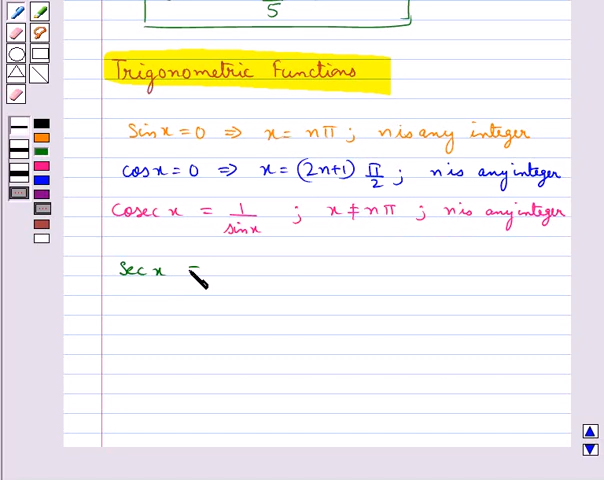 5
Trigonometric Functions
Sin x = 0 ⇒ x = nπ ; n is any integer
cos x = 0 ⇒ x = (2n+1) π/2 ; n is any integer
Cosec x = 1/sin x ; x ≠ nπ ; n is any integer
Sec x =